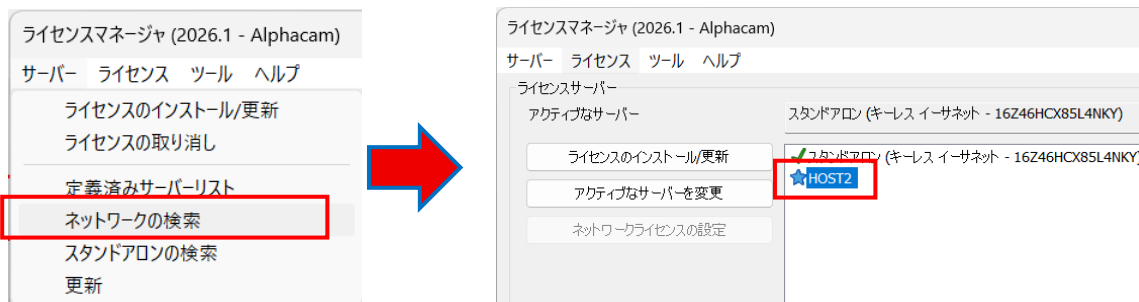 ライセンスマネージャ (2026.1 - Alphacam)
サーバー ライセンス ツール ヘルプ
ライセンスのインストール/更新
ライセンスの取り消し
定義済みサーバーリスト
ネットワークの検索
スタンドアロンの検索
更新
ライセンスマネージャ (2026.1 - Alphacam)
サーバー ライセンス ツール ヘルプ
ライセンスサーバー
アクティブなサーバー スタンドアロン (キーレス イーサネット - 16Z46HCX85L4NKY)
ライセンスのインストール/更新 スタンドアロン (キーレス イーサネット - 16Z46HCX85L4NKY)
HOST2
アクティブなサーバーを変更
ネットワークライセンスの設定